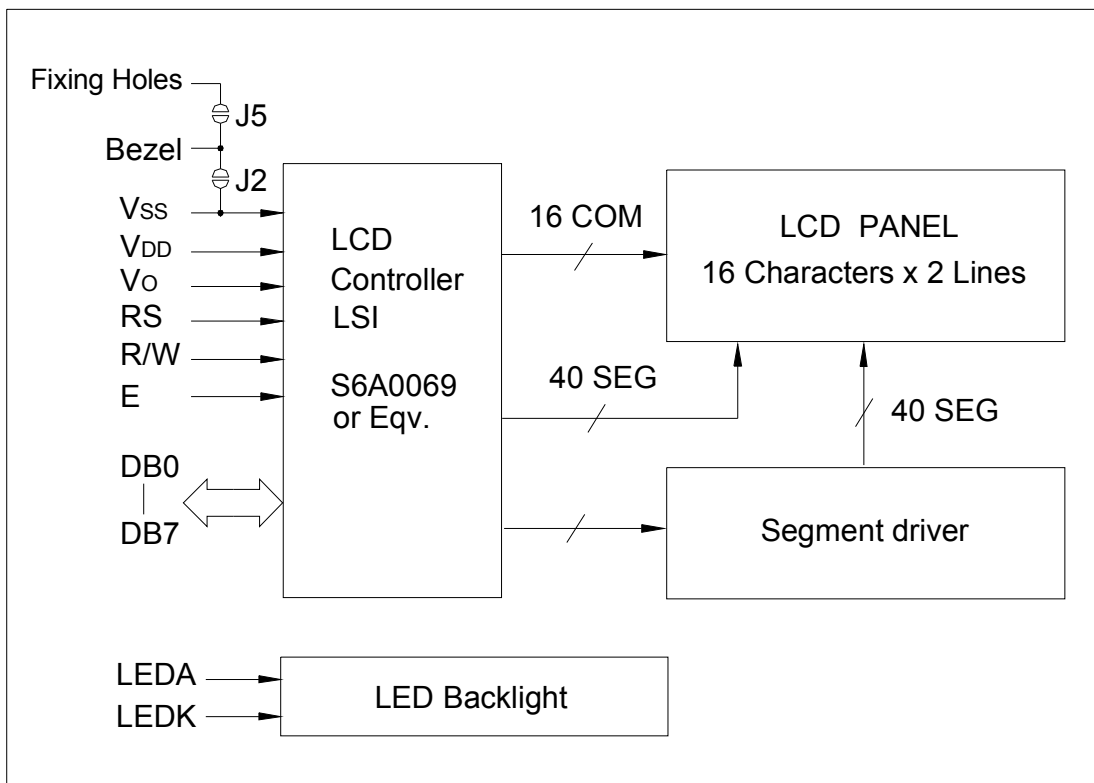 Fixing Holes
J5
Bezel
J2
VSS
VDD
VO
RS
R/W
E
DB0
DB7
LCD
Controller
LSI
S6A0069
or Eqv.
16 COM
40 SEG
LCD PANEL
16 Characters x 2 Lines
40 SEG
Segment driver
LEDA
LEDK
LED Backlight